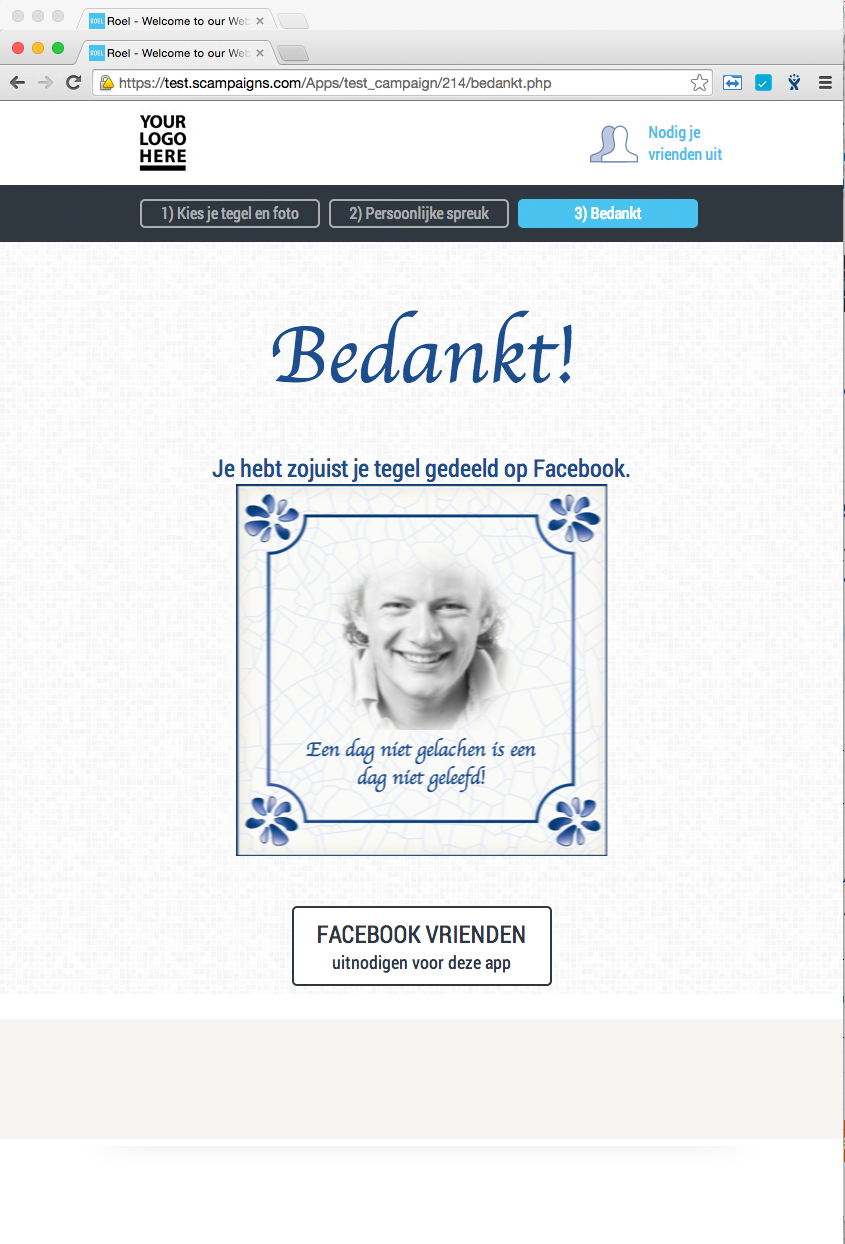 ROEL Roel - Welcome to our Web
ROEL Roel - Welcome to our Web
https://test.scampaigns.com/Apps/test_campaign/214/bedankt.php
YOUR
LOGO
HERE
Nodig je
vrienden uit
1) Kies je tegel en foto
2) Persoonlijke spreuk
3) Bedankt
Bedankt!
Je hebt zojuist je tegel gedeeld op Facebook.
Een dag niet gelachen is een
dag niet geleefd!
FACEBOOK VRIENDEN
uitnodigen voor deze app